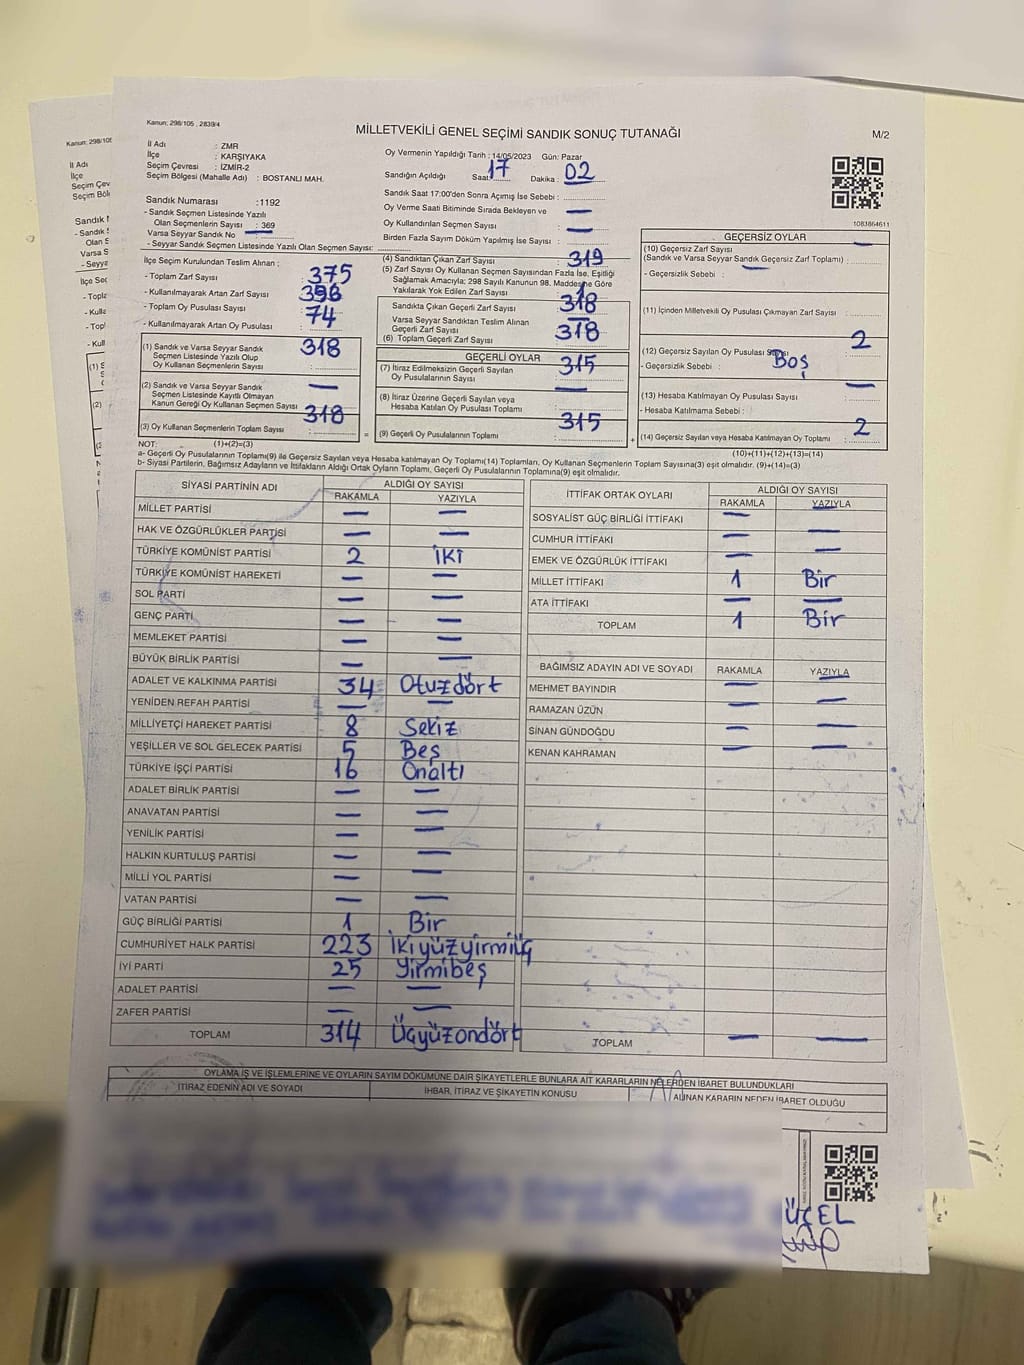 Kanun: 298/105 , 2839/4
MİLLETVEKİLİ GENEL SEÇİMİ SANDIK SONUÇ TUTANAĞI
M/2
İl Adı : ZMR
İlçe : KARŞIYAKA
Seçim Çevresi : İZMİR-2
Seçim Bölgesi (Mahalle Adı) : BOSTANLI MAH.
Oy Vermenin Yapıldığı Tarih : 14/05/2023 Gün: Pazar
Sandığın Açıldığı Saat 17 Dakika : 02
1083864611
Sandık Numarası :1192
- Sandık Seçmen Listesinde Yazılı
Olan Seçmenlerin Sayısı : 369
Varsa Seyyar Sandık No —
- Seyyar Sandık Seçmen Listesinde Yazılı Olan Seçmen Sayısı:
Sandık Saat 17:00'den Sonra Açımış İse Sebebi :
Oy Verme Saati Bitiminde Sırada Bekleyen ve
Oy Kullandırılan Seçmen Sayısı —
Birden Fazla Sayım Döküm Yapılmış İse Sayısı —
İlçe Seçim Kurulundan Teslim Alınan :
- Toplam Zarf Sayısı 375
- Kullanılmayarak Artan Zarf Sayısı
- Toplam Oy Pusulası Sayısı
- Kullanılmayarak Artan Oy Pusulası 74
(1) Sandık ve Varsa Seyyar Sandık
Seçmen Listesinde Yazılı Olup
Oy Kullanan Seçmenlerin Sayısı 318
(2) Sandık ve Varsa Seyyar Sandık
Seçmen Listesinde Kayıtlı Olmayan
Kanun Gereği Oy Kullanan Seçmen Sayısı —
(3) Oy Kullanan Seçmenlerin Toplam Sayısı : 318
(4) Sandıktan Çıkan Zarf Sayısı 319
(5) Zarf Sayısı Oy Kullanan Seçmen Sayısından Fazla İse, Eşitliği
Sağlamak Amacıyla; 298 Sayılı Kanunun 98. Maddesine Göre
Yakılarak Yok Edilen Zarf Sayısı : 1
Sandıkta Çıkan Geçerli Zarf Sayısı 318
Varsa Seyyar Sandıktan Teslim Alınan
Geçerli Zarf Sayısı —
(6) Toplam Geçerli Zarf Sayısı 318
GEÇERLİ OYLAR
(7) İtiraz Edilmeksizin Geçerli Sayılan
Oy Pusulalarının Sayısı 315
(8) İtiraz Üzerine Geçerli Sayılan veya
Hesaba Katılan Oy Pusulası Toplamı —
(9) Geçerli Oy Pusulalarının Toplamı 315
GEÇERSİZ OYLAR
(10) Geçersiz Zarf Sayısı —
(Sandık ve Varsa Seyyar Sandık Geçersiz Zarf Toplamı) :
- Geçersizlik Sebebi : —
(11) İçinden Milletvekili Oy Pusulası Çıkmayan Zarf Sayısı :
(12) Geçersiz Sayılan Oy Pusulası Sayısı : 2
- Geçersizlik Sebebi : Boş
(13) Hesaba Katılmayan Oy Pusulası Sayısı —
- Hesaba Katılmama Sebebi :
(14) Geçersiz Sayılan veya Hesaba Katılmayan Oy Toplamı : 2
NOT: (1)+(2)=(3)
(10)+(11)+(12)+(13)=(14)
a- Geçerli Oy Pusulalarının Toplamı(9) ile Geçersiz Sayılan veya Hesaba katılmayan Oy Toplamı(14) Toplamları, Oy Kullanan Seçmenlerin Toplam Sayısına(3) eşit olmalıdır. (9)+(14)=(3)
b- Siyasi Partilerin, Bağımsız Adayların ve İttifakların Aldığı Ortak Oyların Toplamı, Geçerli Oy Pusulalarının Toplamına(9) eşit olmalıdır.
SİYASİ PARTİNİN ADI ALDIĞI OY SAYISI
RAKAMLA YAZIYLA
MİLLET PARTİSİ — —
HAK VE ÖZGÜRLÜKLER PARTİSİ — —
TÜRKİYE KOMÜNİST PARTİSİ 2 İKİ
TÜRKİYE KOMÜNİST HAREKETİ — —
SOL PARTİ — —
GENÇ PARTİ — —
MEMLEKET PARTİSİ — —
BÜYÜK BİRLİK PARTİSİ — —
ADALET VE KALKINMA PARTİSİ 34 Otuzdört
YENİDEN REFAH PARTİSİ — —
MİLLİYETÇİ HAREKET PARTİSİ 8 Sekiz
YEŞİLLER VE SOL GELECEK PARTİSİ 5 Beş
TÜRKİYE İŞÇİ PARTİSİ 16 Onaltı
ADALET BİRLİK PARTİSİ — —
ANAVATAN PARTİSİ — —
YENİLİK PARTİSİ — —
HALKIN KURTULUŞ PARTİSİ — —
MİLLİ YOL PARTİSİ — —
VATAN PARTİSİ — —
GÜÇ BİRLİĞİ PARTİSİ 1 Bir
CUMHURİYET HALK PARTİSİ 223 İkiyüzyirmiüç
İYİ PARTİ 25 Yirmibeş
ADALET PARTİSİ — —
ZAFER PARTİSİ — —
TOPLAM 314 Üçyüzondört
İTTİFAK ORTAK OYLARI ALDIĞI OY SAYISI
RAKAMLA YAZIYLA
SOSYALİST GÜÇ BİRLİĞİ İTTİFAKI — —
CUMHUR İTTİFAKI — —
EMEK VE ÖZGÜRLÜK İTTİFAKI — —
MİLLET İTTİFAKI 1 Bir
ATA İTTİFAKI — —
TOPLAM 1 Bir
BAĞIMSIZ ADAYIN ADI VE SOYADI RAKAMLA YAZIYLA
MEHMET BAYINDIR — —
RAMAZAN ÜZÜN — —
SİNAN GÜNDOĞDU — —
KENAN KAHRAMAN — —
TOPLAM — —
OYLAMA İŞ VE İŞLEMLERİNE VE OYLARIN SAYIM DÖKÜMÜNE DAİR ŞİKAYETLERLE BUNLARA AİT KARARLARIN NELERDEN İBARET BULUNDUKLARI
İTİRAZ EDENİN ADI VE SOYADI İHBAR, İTİRAZ VE ŞİKAYETİN KONUSU ALINAN KARARIN NEDEN İBARET OLDUĞU